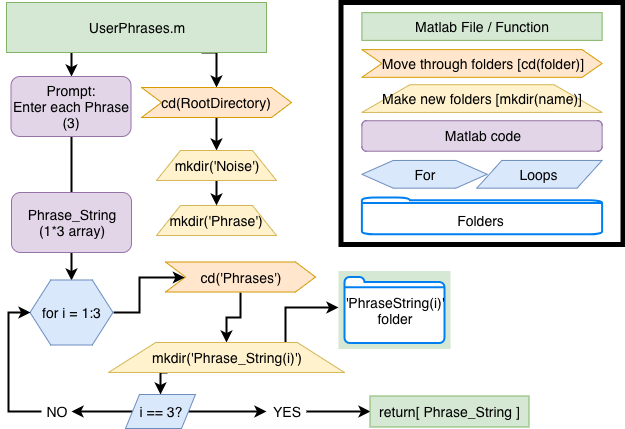 UserPhrases.m
Prompt:
Enter each Phrase
(3)
cd(RootDirectory)
mkdir('Noise')
mkdir('Phrase')
Phrase_String
(1*3 array)
for i = 1:3
cd('Phrases')
mkdir('Phrase_String(i)')
'PhraseString(i)'
folder
i == 3?
NO
YES
return[ Phrase_String ]
Matlab File / Function
Move through folders [cd(folder)]
Make new folders [mkdir(name)]
Matlab code
For
Loops
Folders